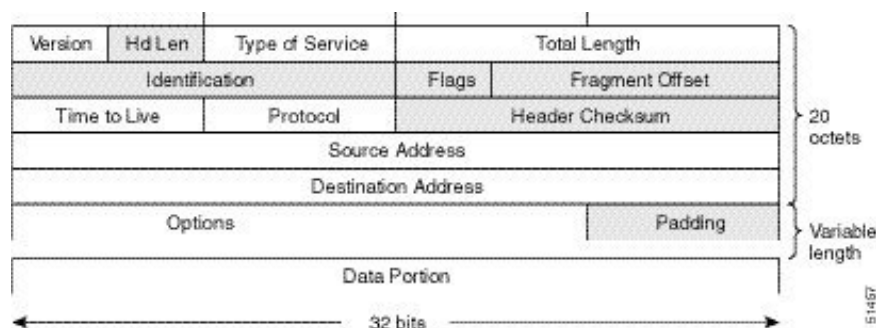 Version Hd Len Type of Service Total Length
Identification Flags Fragment Offset
Time to Live Protocol Header Checksum
20
octets
Source Address
Destination Address
Options Padding
Variable
length
Data Portion
32 bits
51457